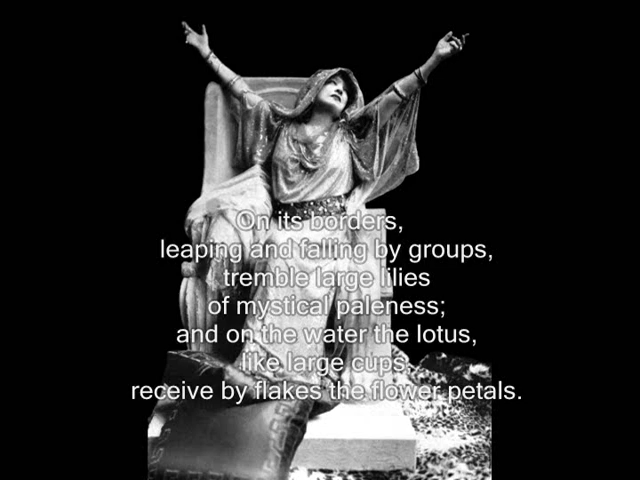 On its borders,
leaping and falling by groups,
tremble large lilies
of mystical paleness;
and on the water the lotus,
like large cups,
receive by flakes the flower petals.